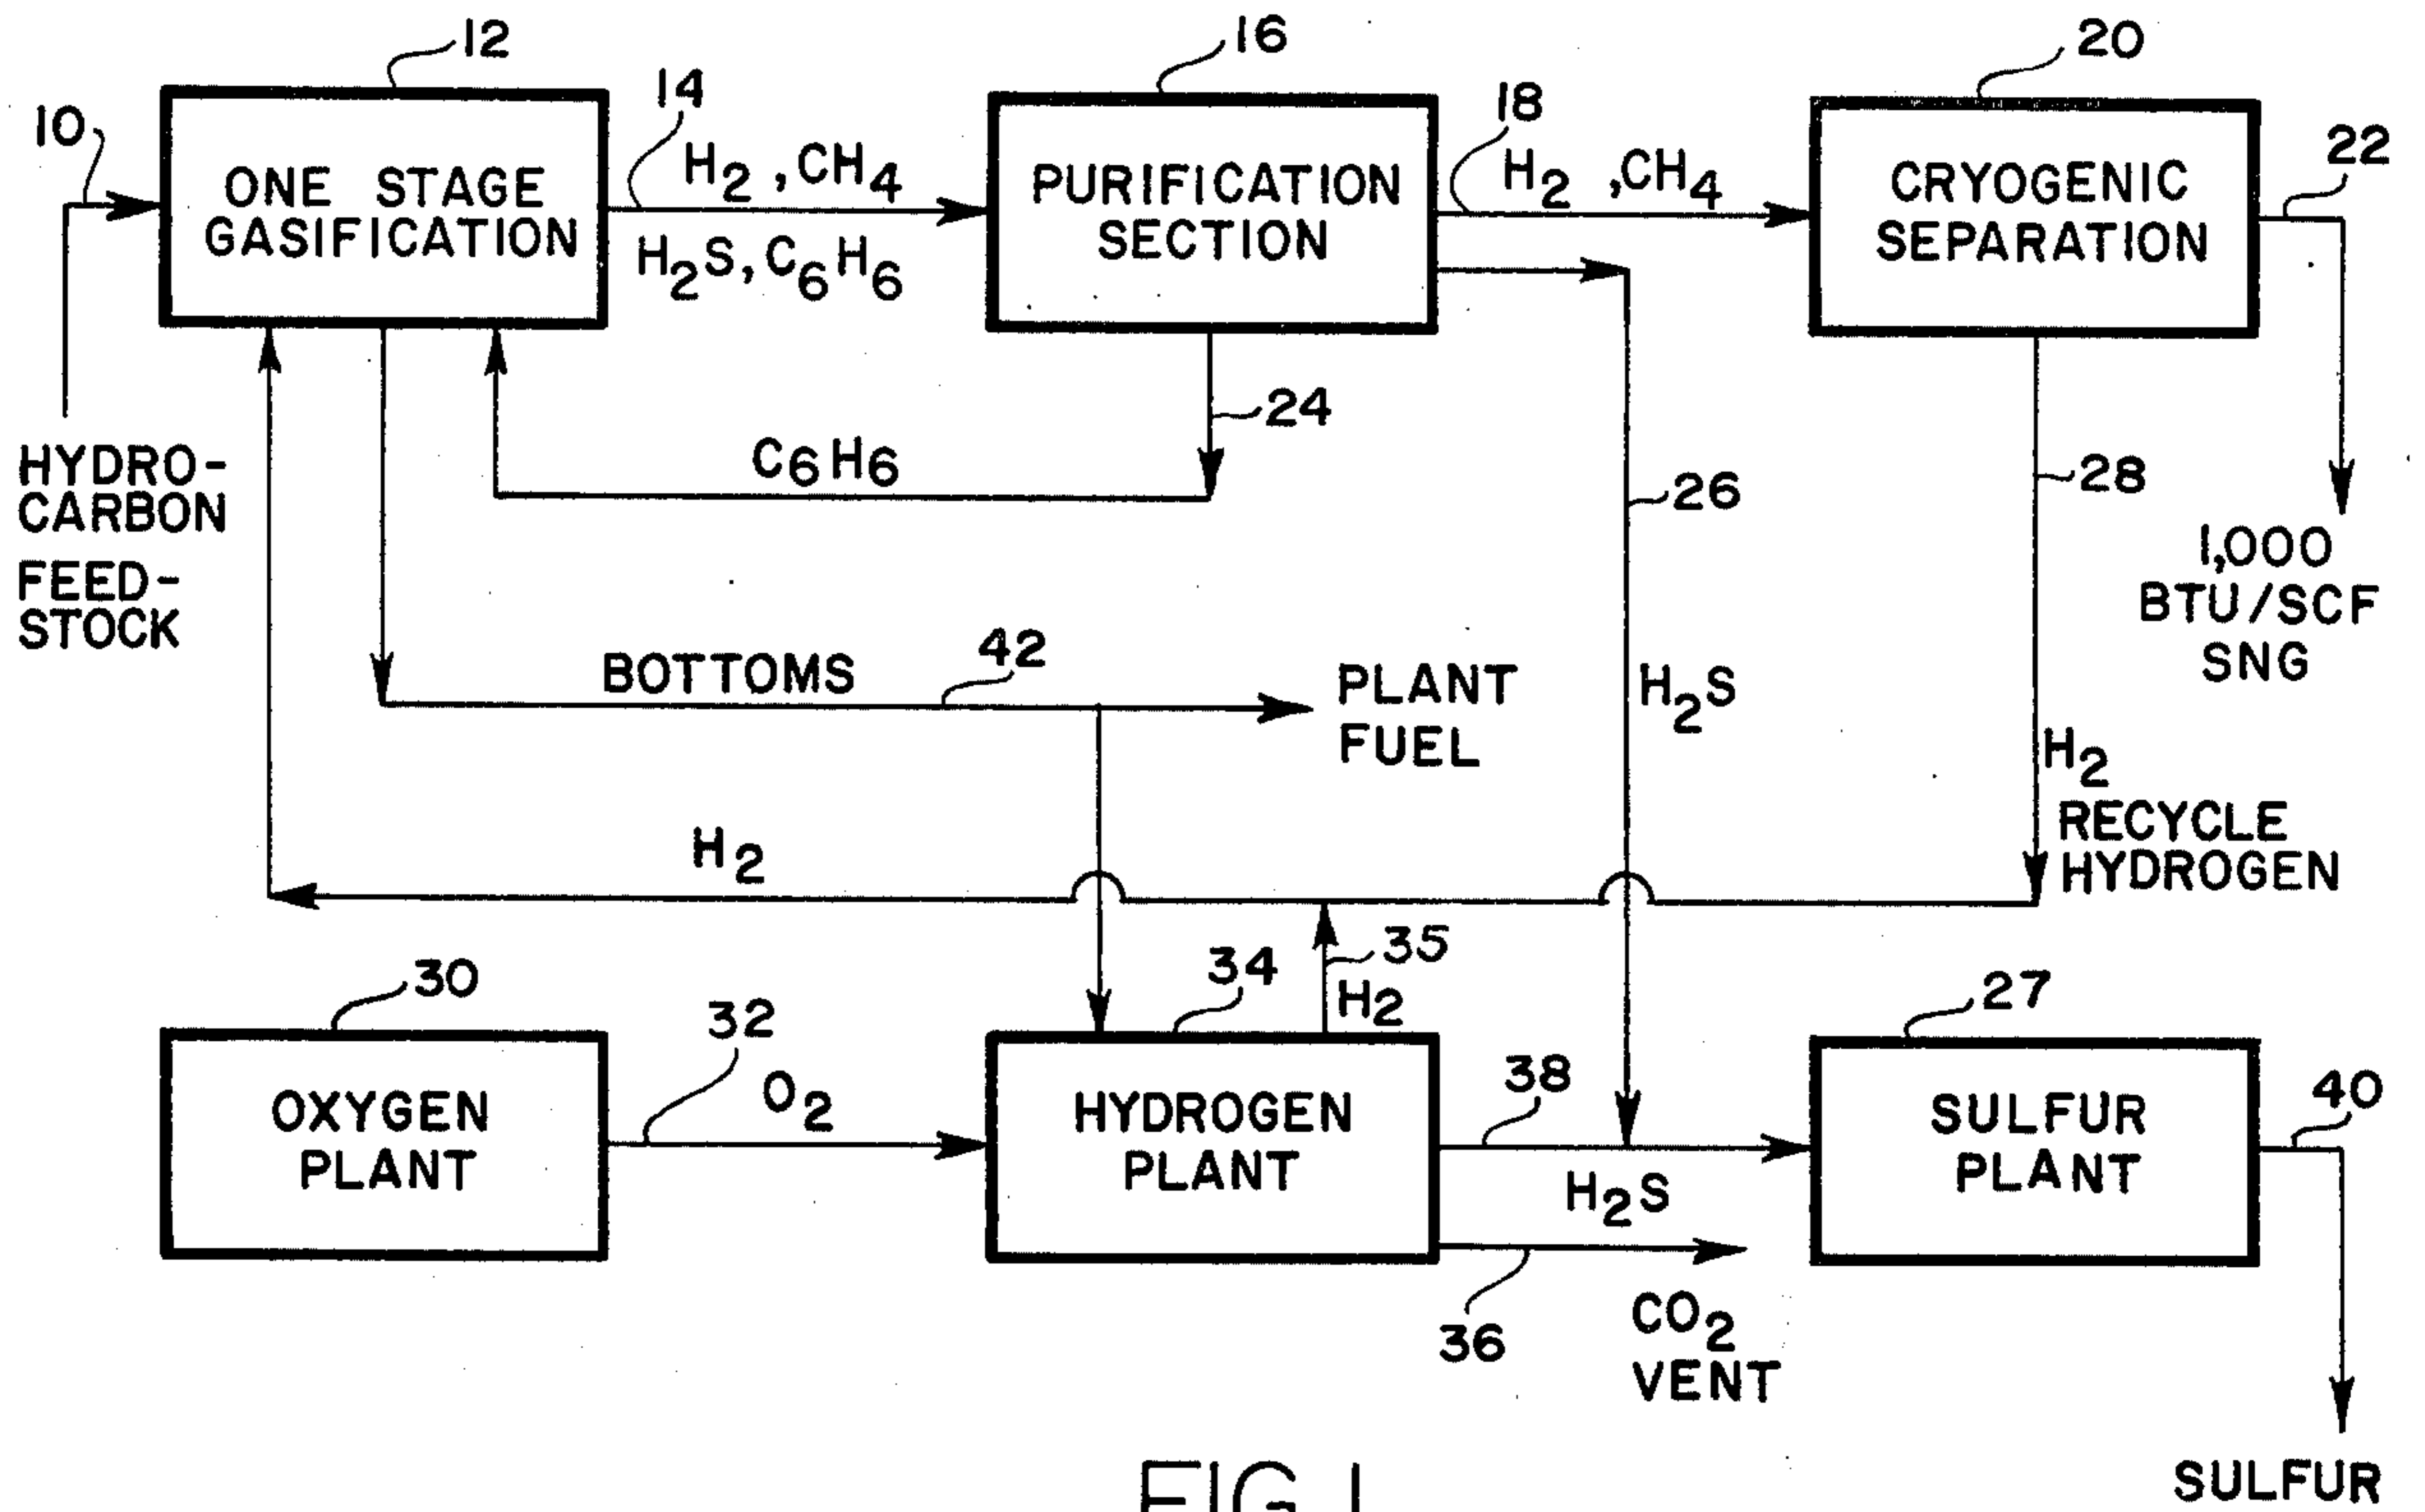 12
16
20
10
14
18
22
H2 ,CH4
H2 ,CH4
ONE STAGE
GASIFICATION
PURIFICATION
SECTION
CRYOGENIC
SEPARATION
H2S, C6H6
24
C6H6
26
28
HYDRO-
CARBON
FEED-
STOCK
1,000
BTU/SCF
SNG
BOTTOMS
42
PLANT
FUEL
H2S
H2
RECYCLE
HYDROGEN
H2
35
H2
30
32
34
27
O2
38
40
OXYGEN
PLANT
HYDROGEN
PLANT
SULFUR
PLANT
H2S
36
CO2
VENT
SULFUR
FIG. 1